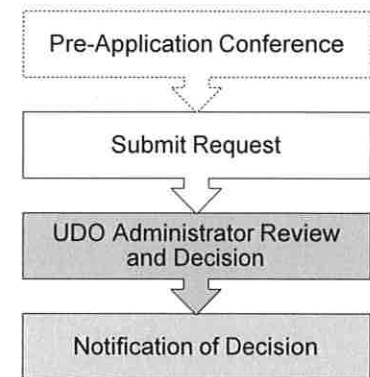 Pre-Application Conference
Submit Request
UDO Administrator Review
and Decision
Notification of Decision